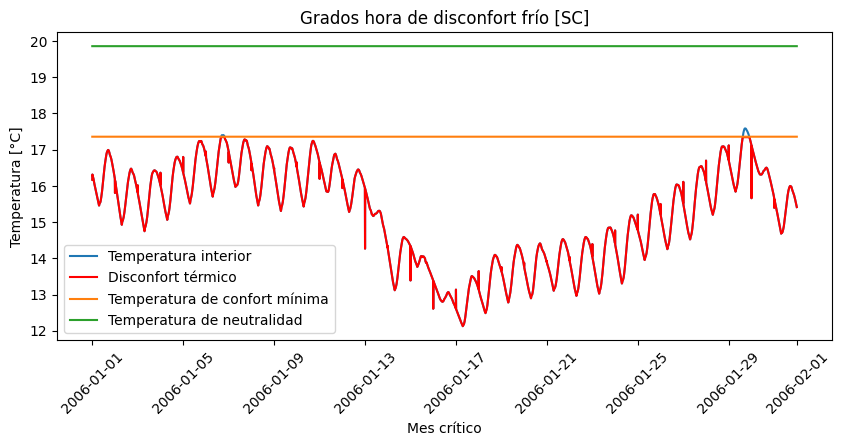 Grados hora de disconfort frío [SC]
Temperatura [°C]
20
19
18
17
16
15
14
13
12
Temperatura interior
Disconfort térmico
Temperatura de confort mínima
Temperatura de neutralidad
2006-01-01
2006-01-05
2006-01-09
2006-01-13
2006-01-17
2006-01-21
2006-01-25
2006-01-29
2006-02-01
Mes crítico